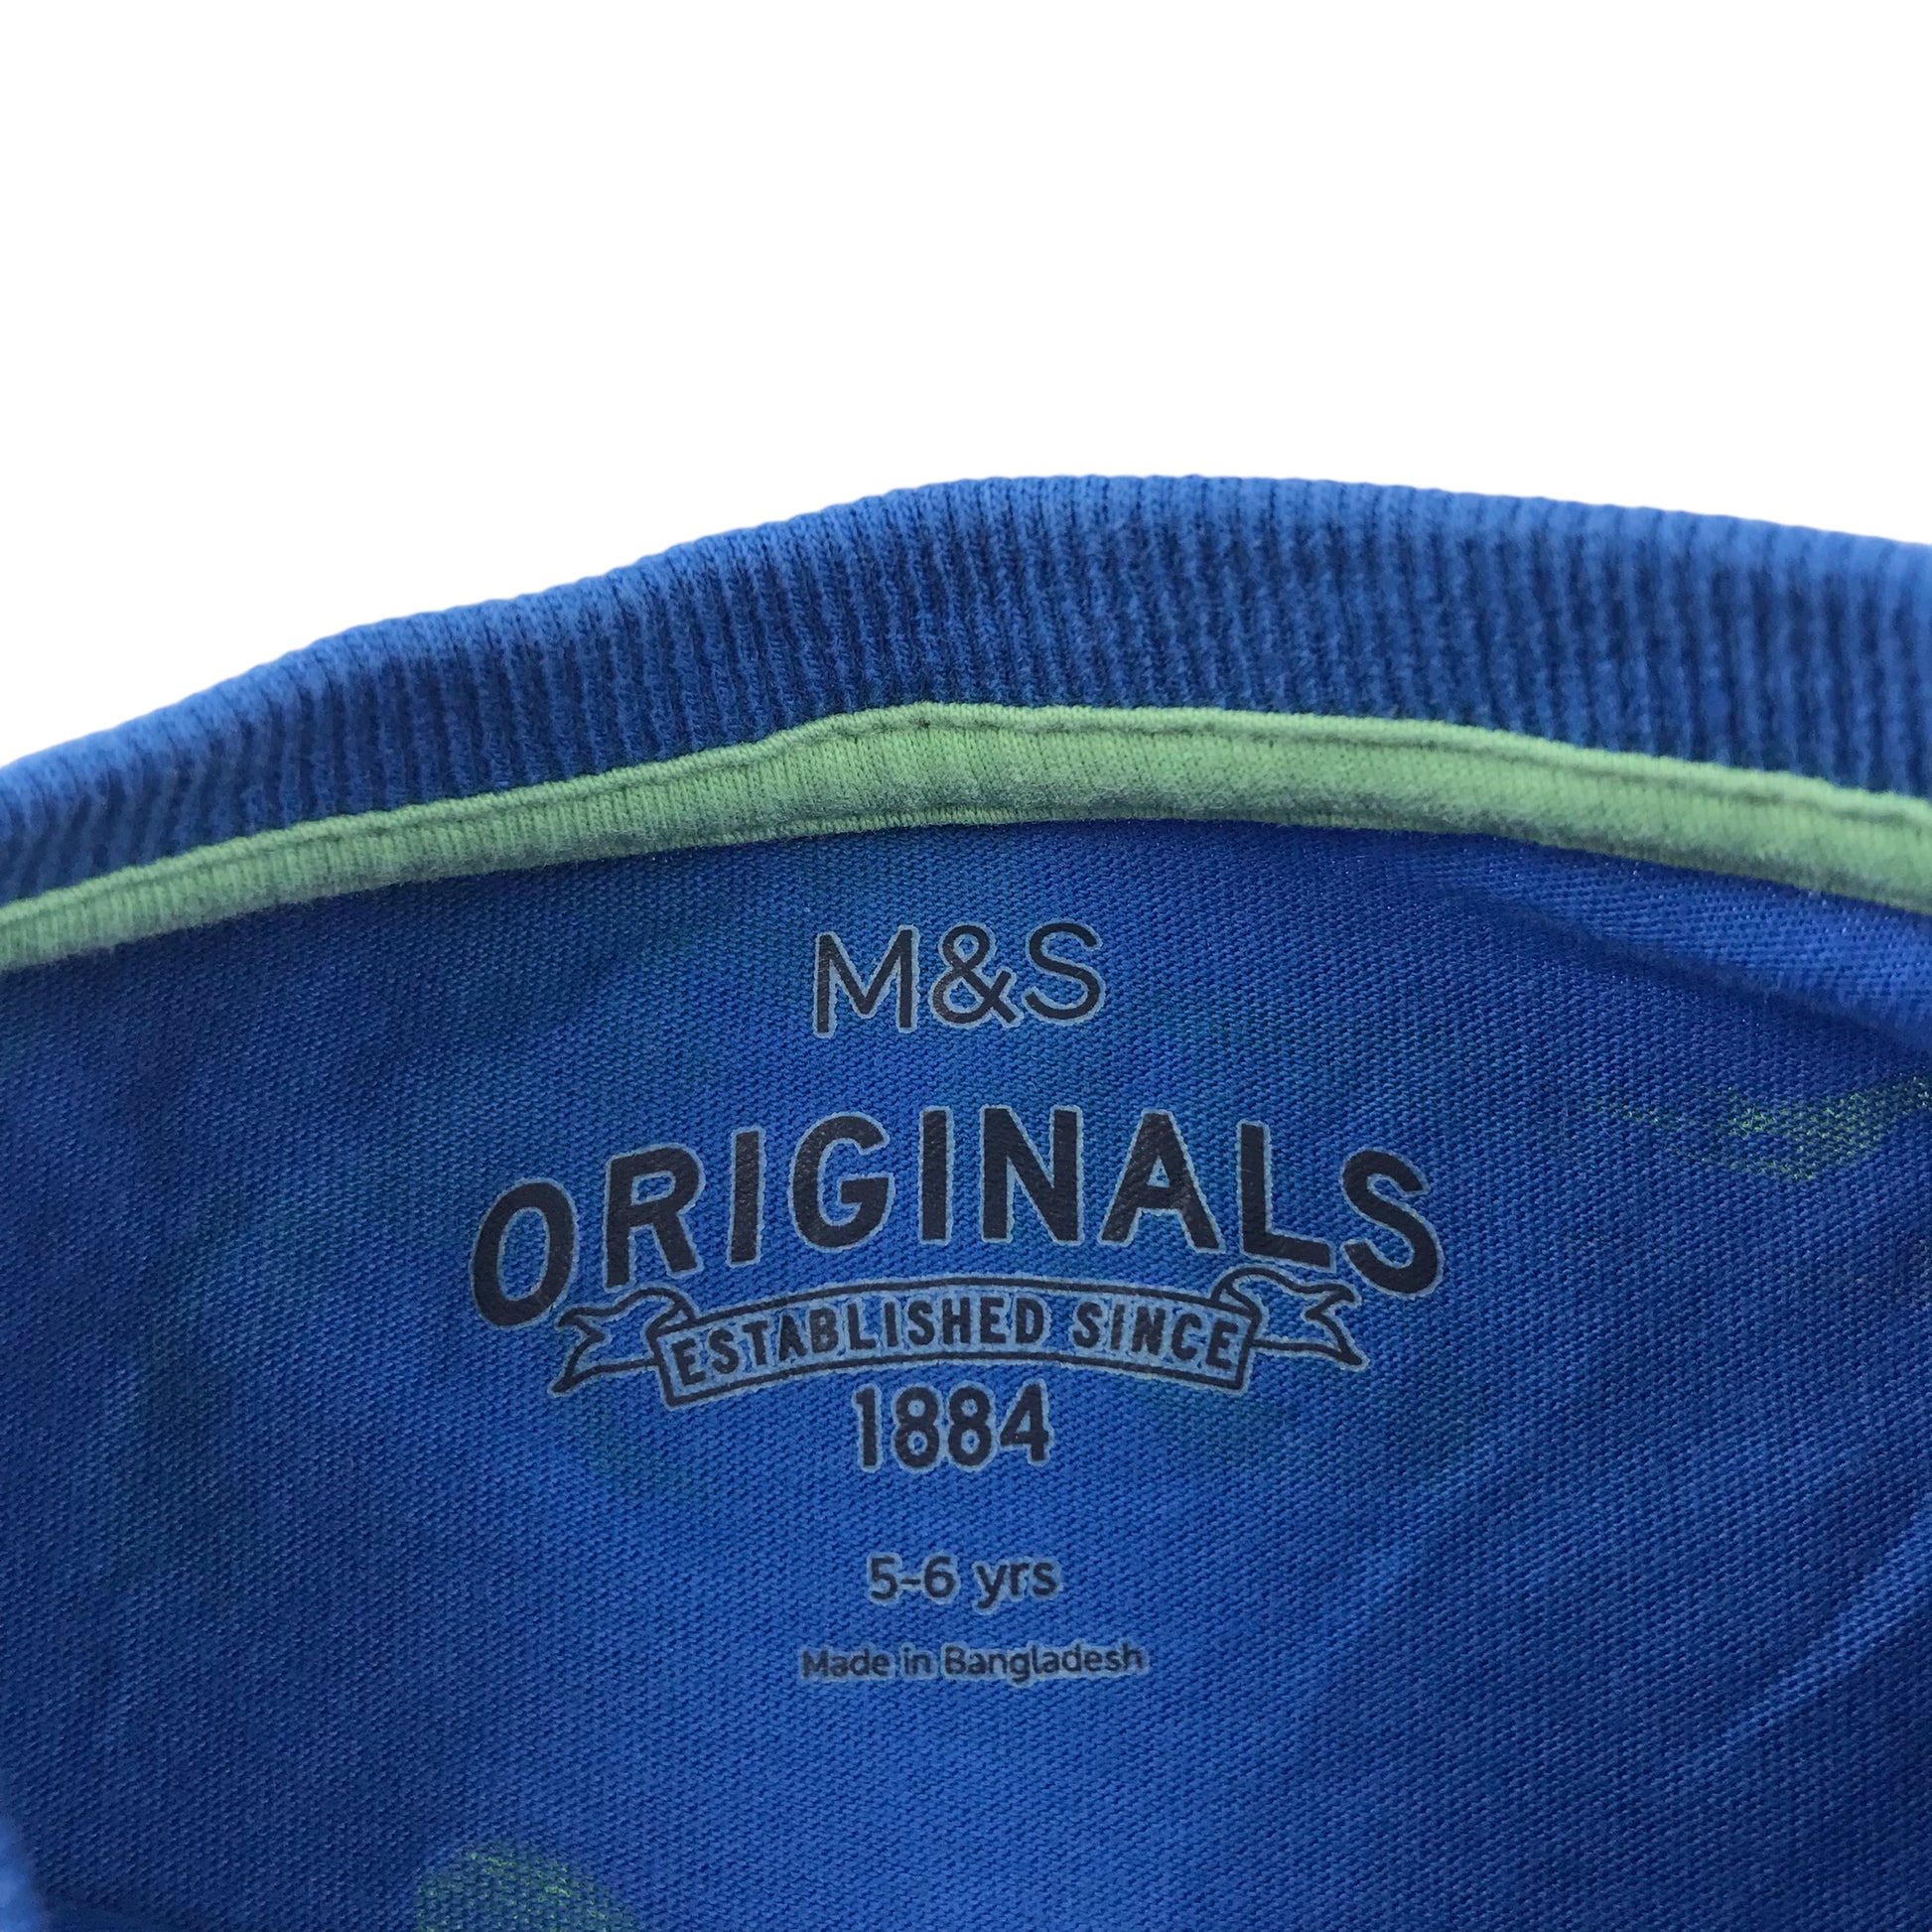 M&S
ORIGINALS
ESTABLISHED SINCE
1884
5-6 yrs
Made in Bangladesh